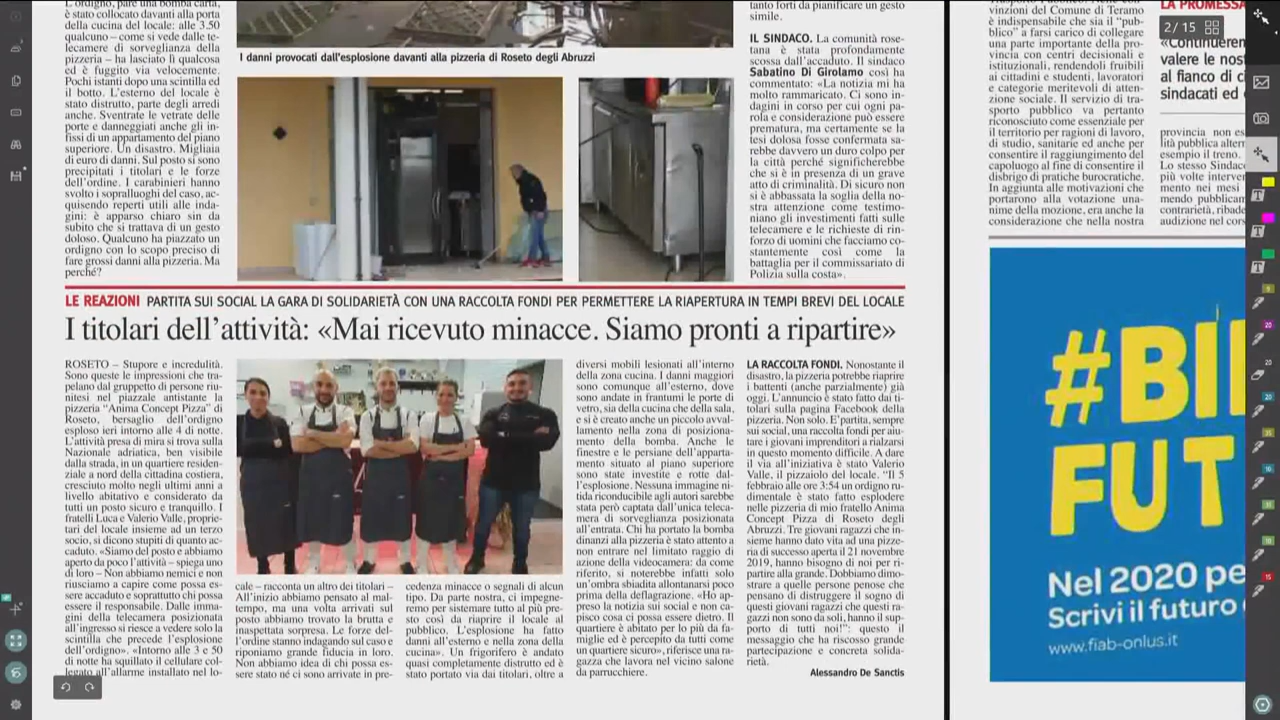 L'ordigno, pare una bomba carta,
è stato collocato davanti alla porta
della cucina del locale: alle 3.50
qualcuno – come si vede dalle te-
lecamere di sorveglianza della
pizzeria – ha lasciato lì qualcosa
ed è fuggito via velocemente.
Pochi istanti dopo una scintilla ed
il botto. L'esterno del locale è
stato distrutto, parte degli arredi
anche. Sventrate le vetrate delle
porte e danneggiati anche gli in-
fissi di un appartamento del piano
superiore. Un disastro. Migliaia
di euro di danni. Sul posto si sono
precipitati i titolari e le forze
dell'ordine. I carabinieri hanno
svolto i sopralluoghi del caso, ac-
quisendo reperti utili alle inda-
gini: è apparso chiaro sin da
subito che si trattava di un gesto
doloso. Qualcuno ha piazzato un
ordigno con lo scopo preciso di
fare grossi danni alla pizzeria. Ma
perché?
I danni provocati dall'esplosione davanti alla pizzeria di Roseto degli Abruzzi
tanto forti da pianificare un gesto
simile.
IL SINDACO. La comunità rose-
tana è stata profondamente
scossa dall'accaduto. Il sindaco
Sabatino Di Girolamo così ha
commentato: «La notizia mi ha
molto rammaricato. Ci sono in-
dagini in corso per cui ogni pa-
rola e considerazione può essere
prematura, ma certamente se la
tesi dolosa fosse confermata sa-
rebbe davvero un duro colpo per
la città perché significherebbe
che si è in presenza di un grave
atto di criminalità. Di sicuro non
si è abbassata la soglia della no-
stra attenzione come testimo-
niano gli investimenti fatti sulle
telecamere e le richieste di rin-
forzo di uomini che facciamo co-
stantemente così come la
battaglia per il commissariato di
Polizia sulla costa».
LE REAZIONI PARTITA SUI SOCIAL LA GARA DI SOLIDARIETÀ CON UNA RACCOLTA FONDI PER PERMETTERE LA RIAPERTURA IN TEMPI BREVI DEL LOCALE
I titolari dell'attività: «Mai ricevuto minacce. Siamo pronti a ripartire»
ROSETO – Stupore e incredulità.
Sono queste le impressioni che tra-
pelano dal gruppetto di persone riu-
nitesi nel piazzale antistante la
pizzeria "Anima Concept Pizza" di
Roseto, bersaglio dell'ordigno
esploso ieri intorno alle 4 di notte.
L'attività presa di mira si trova sulla
Nazionale adriatica, ben visibile
dalla strada, in un quartiere residen-
ziale a nord della cittadina costiera,
cresciuto molto negli ultimi anni a
livello abitativo e considerato da
tutti un posto sicuro e tranquillo. I
fratelli Luca e Valerio Valle, proprie-
tari del locale insieme ad un terzo
socio, si dicono stupiti di quanto ac-
caduto. «Siamo del posto e abbiamo
aperto da poco l'attività – spiega uno
di loro – Non abbiamo nemici e non
riusciamo a capire come possa es-
sere accaduto e soprattutto chi possa
essere il responsabile. Dalle imma-
gini della telecamera posizionata
all'ingresso si riesce a vedere solo la
scintilla che precede l'esplosione
dell'ordigno». «Intorno alle 3 e 50
di notte ha squillato il cellulare col-
legato all'allarme installato nel lo-
cale – racconta un altro dei titolari –
All'inizio abbiamo pensato al mal-
tempo, ma una volta arrivati sul
posto abbiamo trovato la brutta e
inaspettata sorpresa. Le forze del-
l'ordine stanno indagando sul caso e
riponiamo grande fiducia in loro.
Non abbiamo idea di chi possa es-
sere stato né ci sono arrivate in pre-
cedenza minacce o segnali di alcun
tipo. Da parte nostra, ci impegne-
remo per sistemare tutto al più pre-
sto così da riaprire il locale al
pubblico. L'esplosione ha fatto
danni all'esterno e nella zona della
cucina». Un frigorifero è andato
quasi completamente distrutto ed è
stato portato via dai titolari, oltre a
diversi mobili lesionati all'interno
della zona cucina. I danni maggiori
sono comunque all'esterno, dove
sono andate in frantumi le porte di
vetro, sia della cucina che della sala,
e si è creato anche un piccolo avval-
lamento nella zona di posiziona-
mento della bomba. Anche le
finestre e le persiane dell'apparta-
mento situato al piano superiore
sono state investite e rotte dal-
l'esplosione. Nessuna immagine ni-
tida riconducibile agli autori sarebbe
stata però captata dall'unica teleca-
mera di sorveglianza posizionata
all'entrata. Chi ha portato la bomba
dinanzi alla pizzeria è stato attento a
non entrare nel limitato raggio di
azione della videocamera: da come
riferito, si noterebbe infatti solo
un'ombra sbiadita allontanarsi poco
prima della deflagrazione. «Ho ap-
preso la notizia sui social e non ca-
pisco cosa ci possa essere dietro. Il
quartiere è abitato per lo più da fa-
miglie ed è percepito da tutti come
un quartiere sicuro», riferisce una ra-
gazza che lavora nel vicino salone
da parrucchiere.
LA RACCOLTA FONDI. Nonostante il
disastro, la pizzeria potrebbe riaprire
i battenti (anche parzialmente) già
oggi. L'annuncio è stato fatto dai ti-
tolari sulla pagina Facebook della
pizzeria. Non solo. E'partita, sempre
sui social, una raccolta fondi per aiu-
tare i giovani imprenditori a rialzarsi
in questo momento difficile. A dare
il via all'iniziativa è stato Valerio
Valle, il pizzaiolo del locale. "Il 5
febbraio alle ore 3:54 un ordigno ru-
dimentale è stato fatto esplodere
nelle pizzeria di mio fratello Anima
Concept Pizza di Roseto degli
Abruzzi. Tre giovani ragazzi che in-
sieme hanno dato vita ad una pizze-
ria di successo aperta il 21 novembre
2019, hanno bisogno di noi per ri-
partire alla grande. Dobbiamo dimo-
strare a quelle persone penose che
pensano di distruggere il sogno di
questi giovani ragazzi che questi ra-
gazzi non sono da soli, hanno il sup-
porto di tutti noi!": questo il
messaggio che ha riscosso grande
partecipazione e concreta solida-
rietà.
Alessandro De Sanctis
vinzioni del Comune di Teramo
è indispensabile che sia il "pub-
blico" a farsi carico di collegare
una parte importante della pro-
vincia con centri decisionali e
istituzionali, rendendoli fruibili
ai cittadini e studenti, lavoratori
e categorie meritevoli di atten-
zione sociale. Il servizio di tra-
sporto pubblico va pertanto
riconosciuto come essenziale per
il territorio per ragioni di lavoro,
di studio, sanitarie ed anche per
consentire il raggiungimento del
capoluogo al fine di consentire il
disbrigo di pratiche burocratiche.
In aggiunta alle motivazioni che
portarono alla votazione una-
nime della mozione, era anche la
considerazione che nella nostra
LA PROMESSA
2 / 15
«Continueren
valere le nost
al fianco di ci
sindacati ed
provincia non es
lità pubblica altern
esempio il treno.
Lo stesso Sindaco
più volte interven
mento nei mesi
mendo pubblicam
contrarietà, ribade
audizione nel cors
#BI
FUT
Nel 2020 pe
Scrivi il futuro
www.fiab-onlus.it